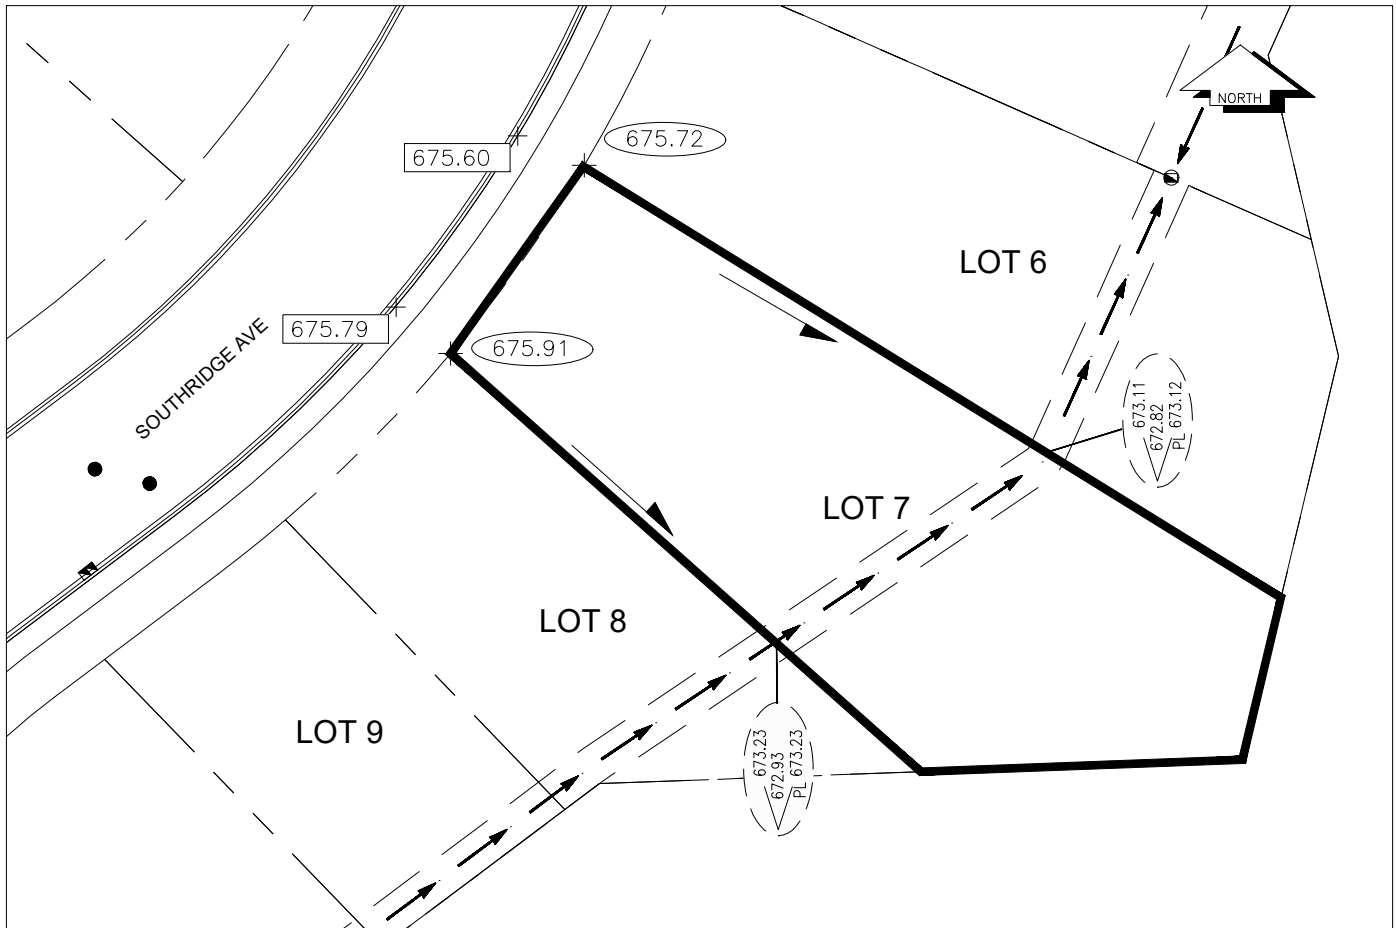 NORTH
675.72
675.60
LOT 6
675.79
675.91
SOUTHRIDGE AVE
673.11
672.82
PL 673.12
LOT 7
LOT 8
LOT 9
673.23
672.93
PL 673.23